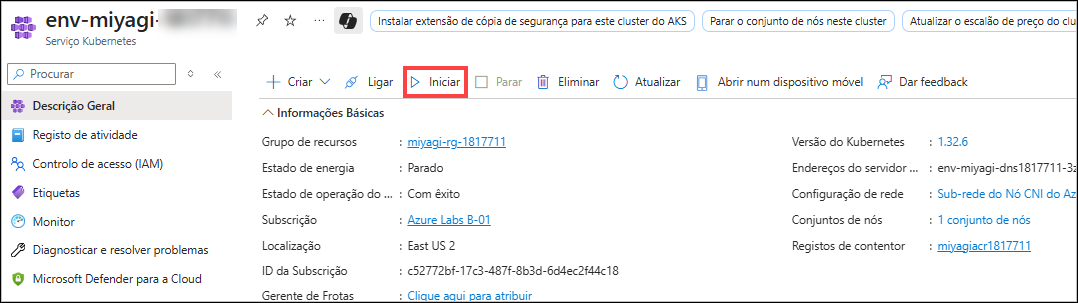 env-miyagi-
Serviço Kubernetes
Instalar extensão de cópia de segurança para este cluster do AKS
Parar o conjunto de nós neste cluster
Atualizar o escalão de preço do clus
Procurar
Criar
Ligar
Iniciar
Parar
Eliminar
Atualizar
Abrir num dispositivo móvel
Dar feedback
Descrição Geral
Registo de atividade
Controlo de acesso (IAM)
Etiquetas
Monitor
Diagnosticar e resolver problemas
Microsoft Defender para a Cloud
Informações Básicas
Grupo de recursos : miyagi-rg-1817711
Estado de energia : Parado
Estado de operação do ... : Com êxito
Subscrição : Azure Labs B-01
Localização : East US 2
ID da Subscrição : c52772bf-17c3-487f-8b3d-6d4ec2f44c18
Gerente de Frotas : Clique aqui para atribuir
Versão do Kubernetes : 1.32.6
Endereços do servidor ... : env-miyagi-dns1817711-3z
Configuração de rede : Sub-rede do Nó CNI do Az
Conjuntos de nós : 1 conjunto de nós
Registos de contentor : miyagiacr1817711